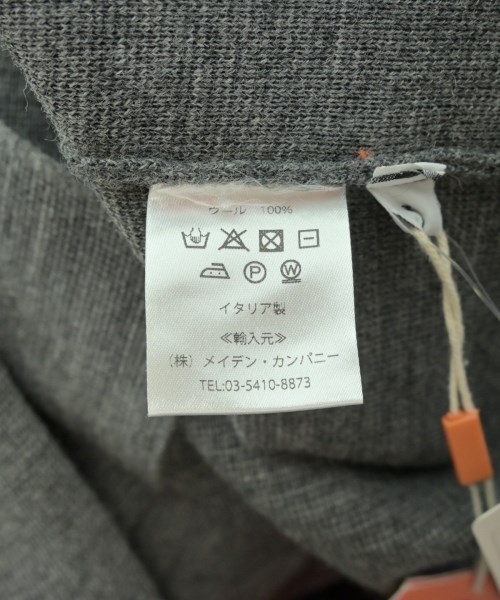 ウール 100%
P W
イタリア製
≪輸入元≫
(株) メイデン・カンパニー
TEL:03-5410-8873